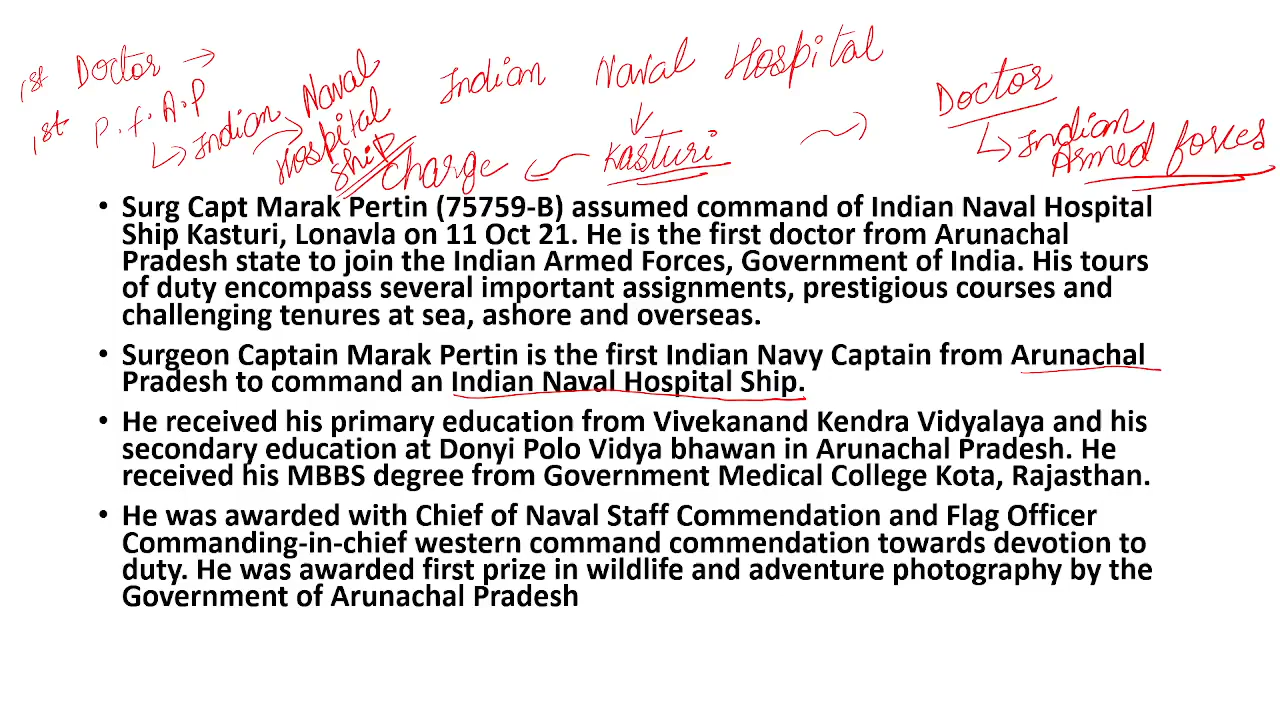 1st Doctor →
1st P.f.A.P
↳ Indian → Naval
Hospital
Ship
Indian Naval Hospital
↓
Kasturi
charge
Doctor
↳ Indian
Armed forces
• Surg Capt Marak Pertin (75759-B) assumed command of Indian Naval Hospital
Ship Kasturi, Lonavla on 11 Oct 21. He is the first doctor from Arunachal
Pradesh state to join the Indian Armed Forces, Government of India. His tours
of duty encompass several important assignments, prestigious courses and
challenging tenures at sea, ashore and overseas.
• Surgeon Captain Marak Pertin is the first Indian Navy Captain from Arunachal
Pradesh to command an Indian Naval Hospital Ship.
• He received his primary education from Vivekanand Kendra Vidyalaya and his
secondary education at Donyi Polo Vidya bhawan in Arunachal Pradesh. He
received his MBBS degree from Government Medical College Kota, Rajasthan.
• He was awarded with Chief of Naval Staff Commendation and Flag Officer
Commanding-in-chief western command commendation towards devotion to
duty. He was awarded first prize in wildlife and adventure photography by the
Government of Arunachal Pradesh